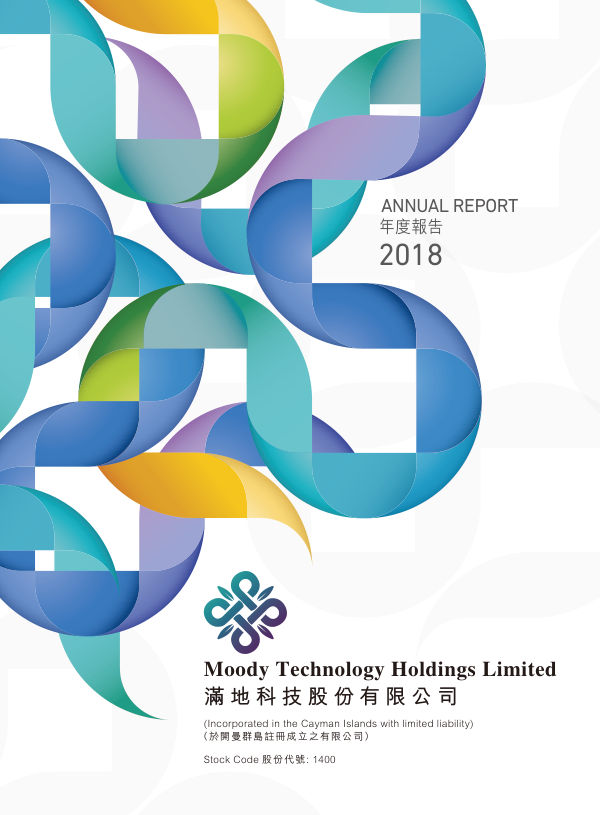 ANNUAL REPORT
年度報告
2018
Moody Technology Holdings Limited
滿地科技股份有限公司
(Incorporated in the Cayman Islands with limited liability)
（於開曼群島註冊成立之有限公司）
Stock Code 股份代號: 1400